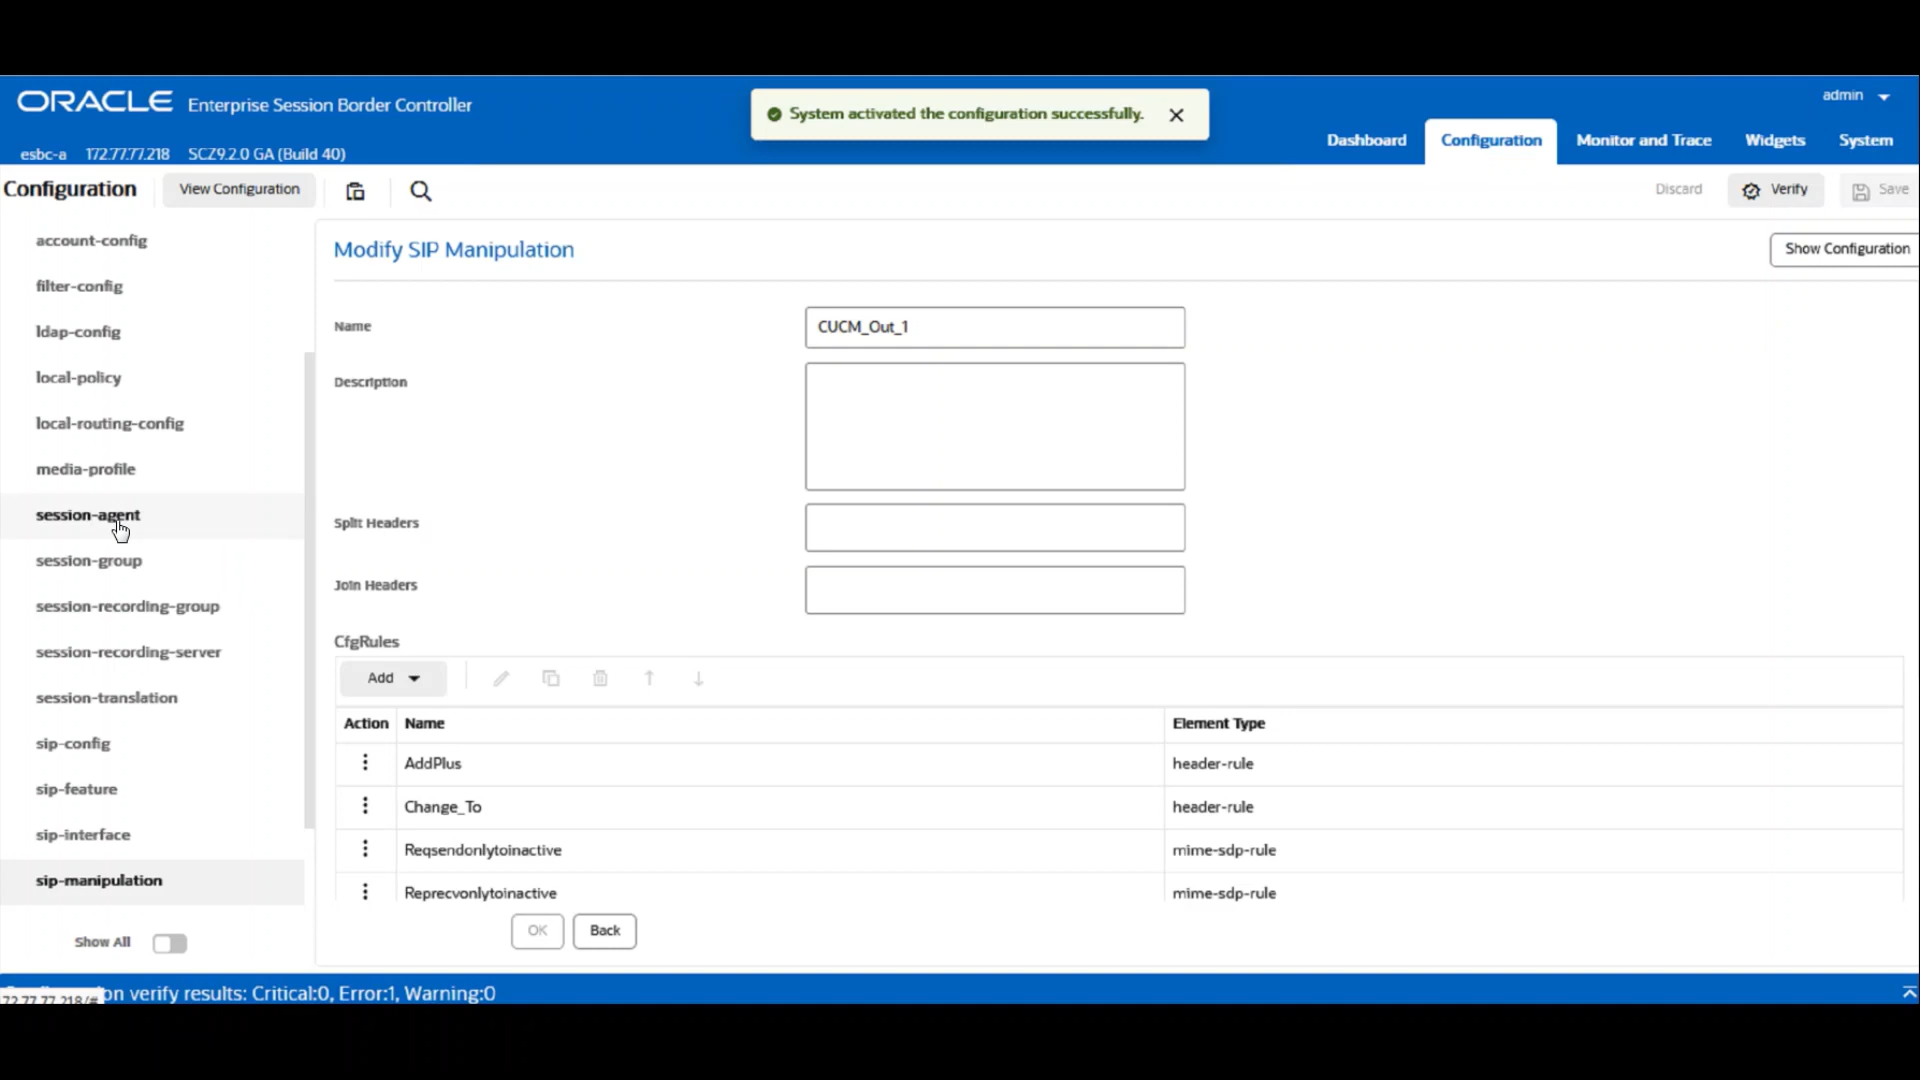 ORACLE Enterprise Session Border Controller
System activated the configuration successfully.
admin
esbc-a 172.77.77.218 SCZ9.2.0 GA (Build 40)
Dashboard Configuration Monitor and Trace Widgets System
Configuration View Configuration Discard Verify Save
account-config
filter-config
ldap-config
local-policy
local-routing-config
media-profile
session-agent
session-group
session-recording-group
session-recording-server
session-translation
sip-config
sip-feature
sip-interface
sip-manipulation
Show All
Modify SIP Manipulation Show Configuration
Name CUCM_Out_1
Description
Split Headers
Join Headers
CfgRules
Add
Action Name Element Type
AddPlus header-rule
Change_To header-rule
Reqsendonlytoinactive mime-sdp-rule
Reprecvonlytoinactive mime-sdp-rule
OK Back
on verify results: Critical:0, Error:1, Warning:0
72.77.77.218/#